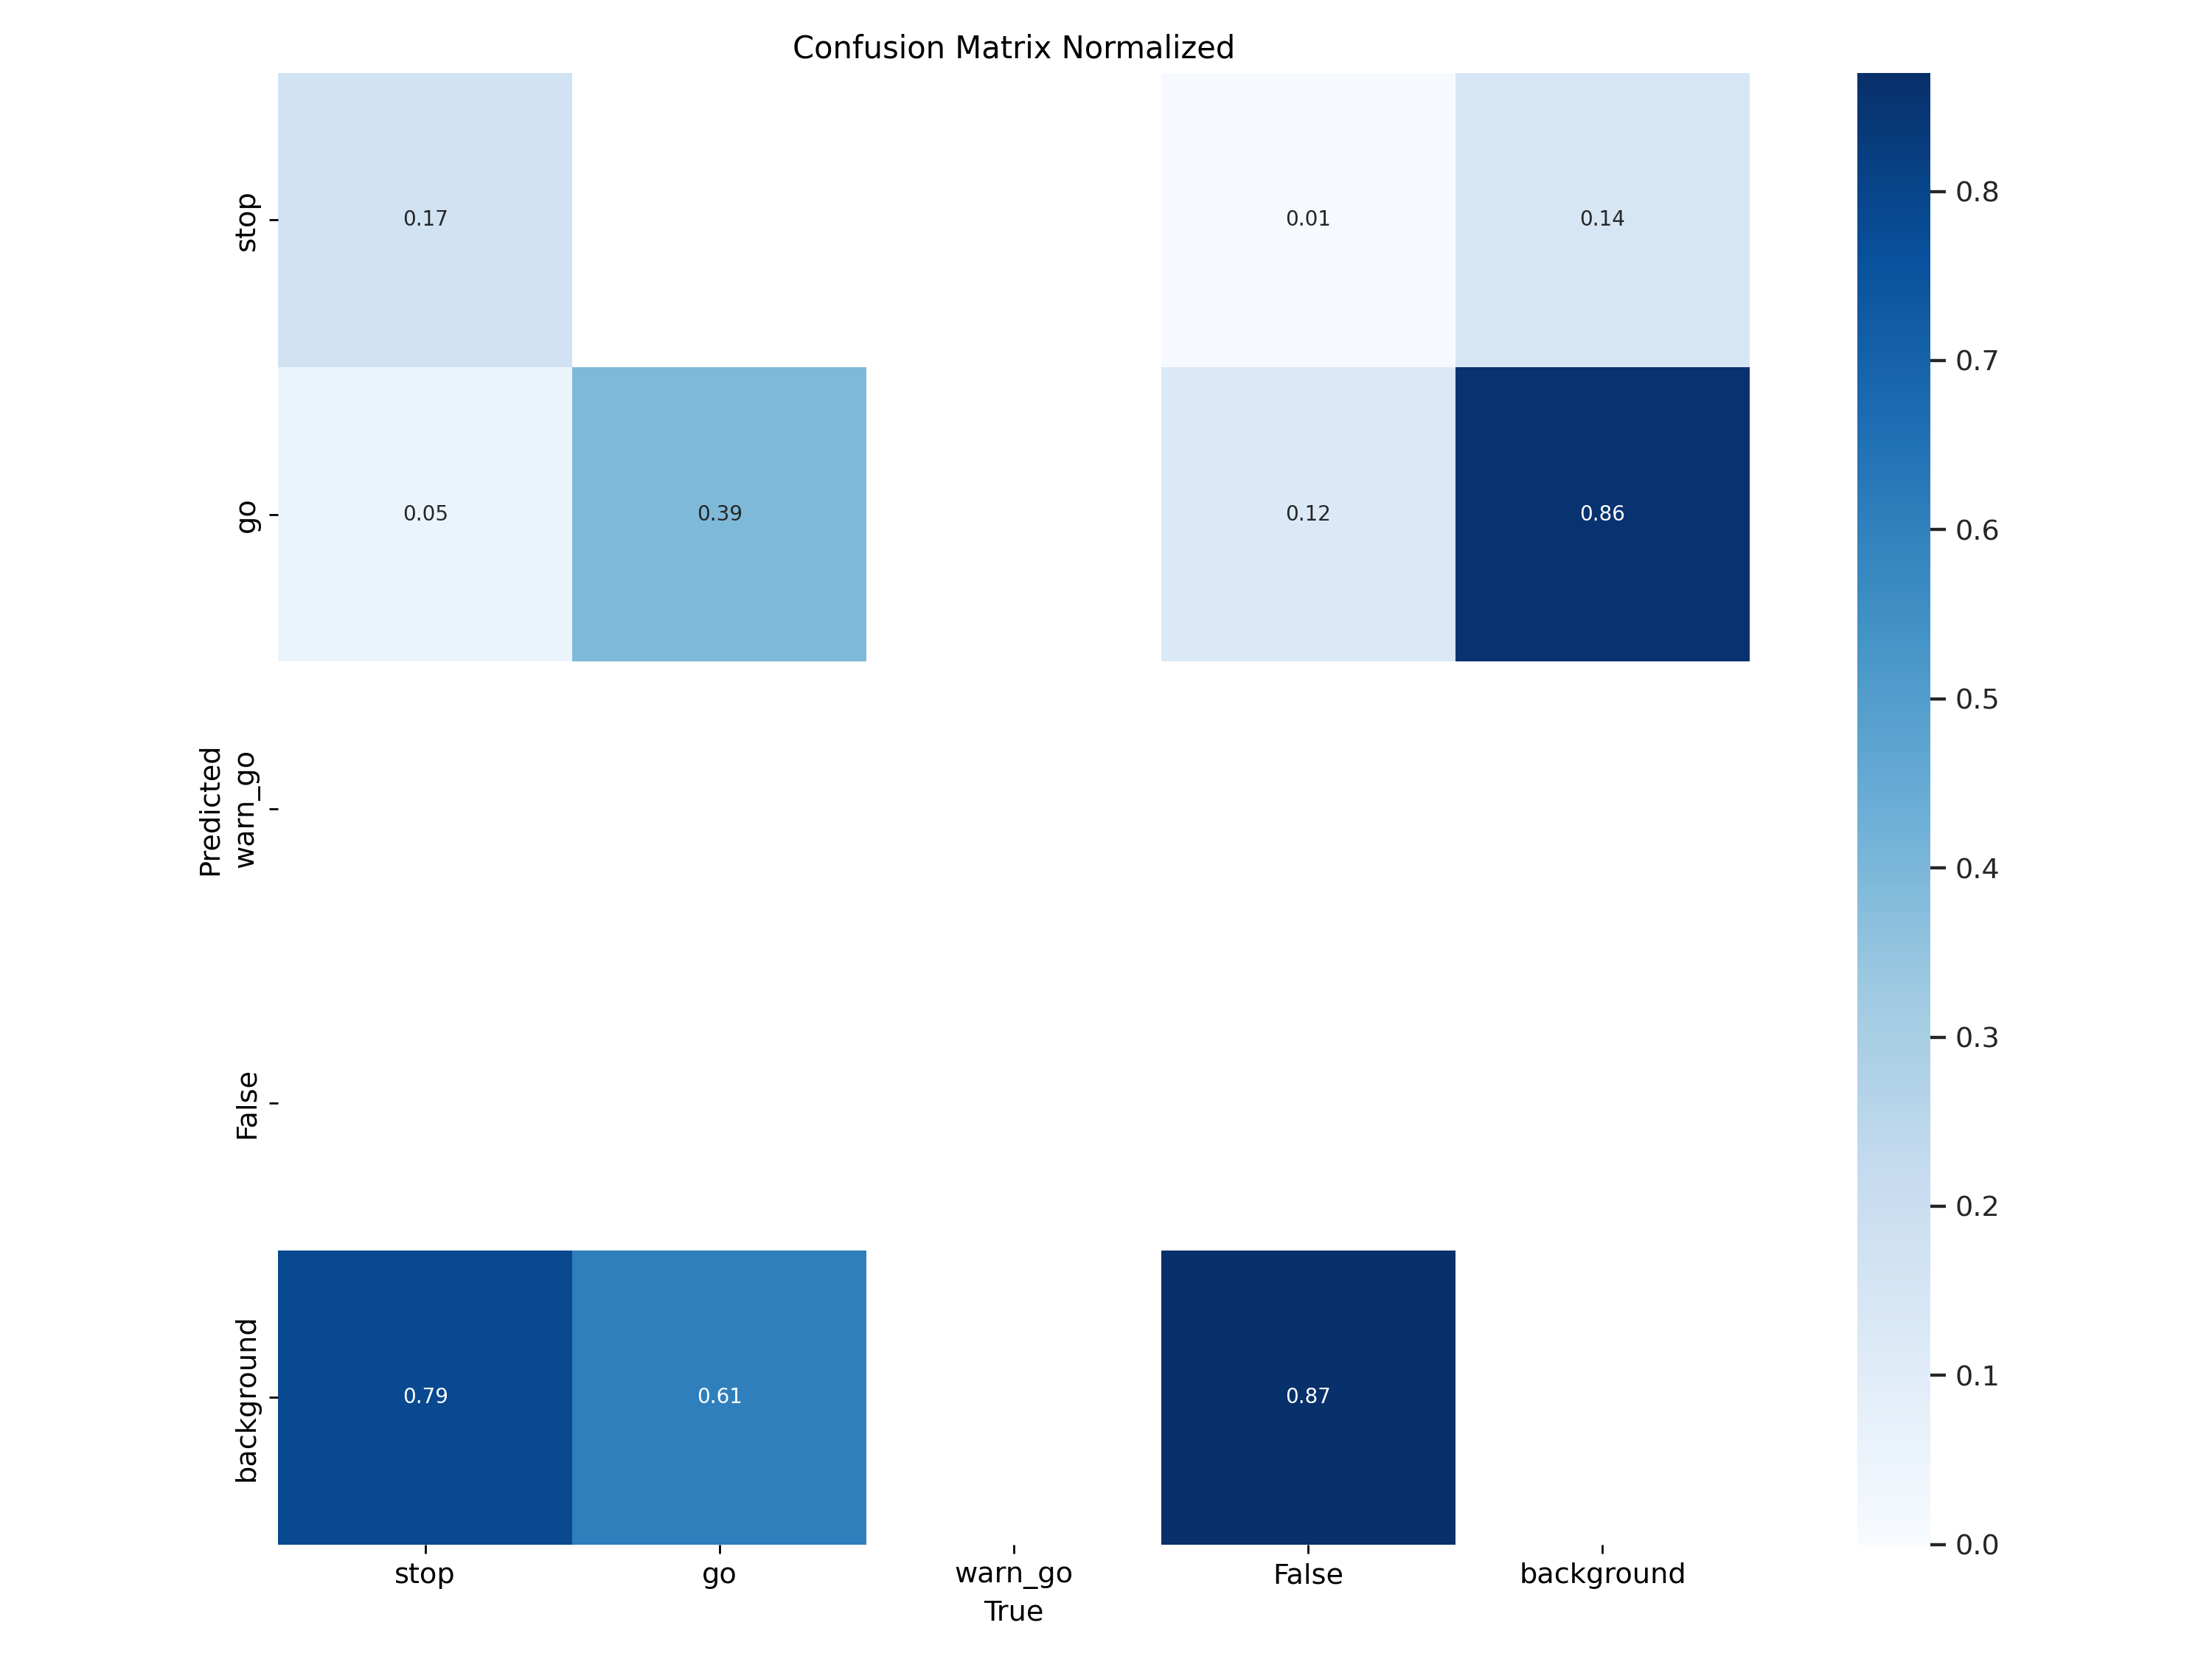 Confusion Matrix Normalized
Predicted
stop
0.17
0.01
0.14
go
0.05
0.39
0.12
0.86
warn_go
False
background
0.79
0.61
0.87
stop
go
warn_go
False
background
True
0.8
0.7
0.6
0.5
0.4
0.3
0.2
0.1
0.0